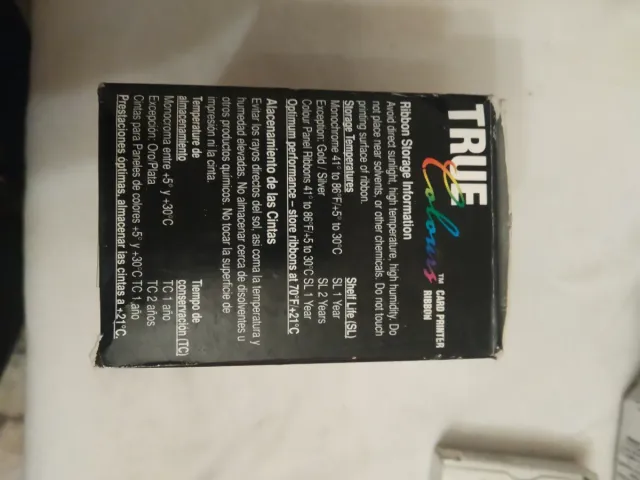 TRUE Colours™ CARD PRINTER RIBBON
Ribbon Storage Information
Avoid direct sunlight, high temperature, high humidity. Do
not place near solvents, or other chemicals. Do not touch
printing surface of ribbon.
Storage Temperatures Shelf Life (SL)
Monochrome 41° to 86°F/+5° to 30°C SL 1 Year
Exception: Gold / Silver SL 2 Years
Colour Panel Ribbons 41° to 86°F/+5 to 30°C SL 1 Year
Optimum performance – store ribbons at 70°F/+21°C
Alacenamiento de las Cintas
Evitar los rayos directos del sol, asi coma la temperatura y
humedad elevadas. No almacenar cerca de disolventes u
otros productos químicos. No tocar la superficie de
impresión ni la cinta.
Temperature de Tiempo de
almacenamiento conservación (TC)
Monocroma entre +5° y +30°C TC 1 año
Excepción: Oro/Plata TC 2 años
Cintas para Paneles de colores +5° y +30°C TC 1 año
Prestaciones óptimas, almacenar las cintas a +21°C.